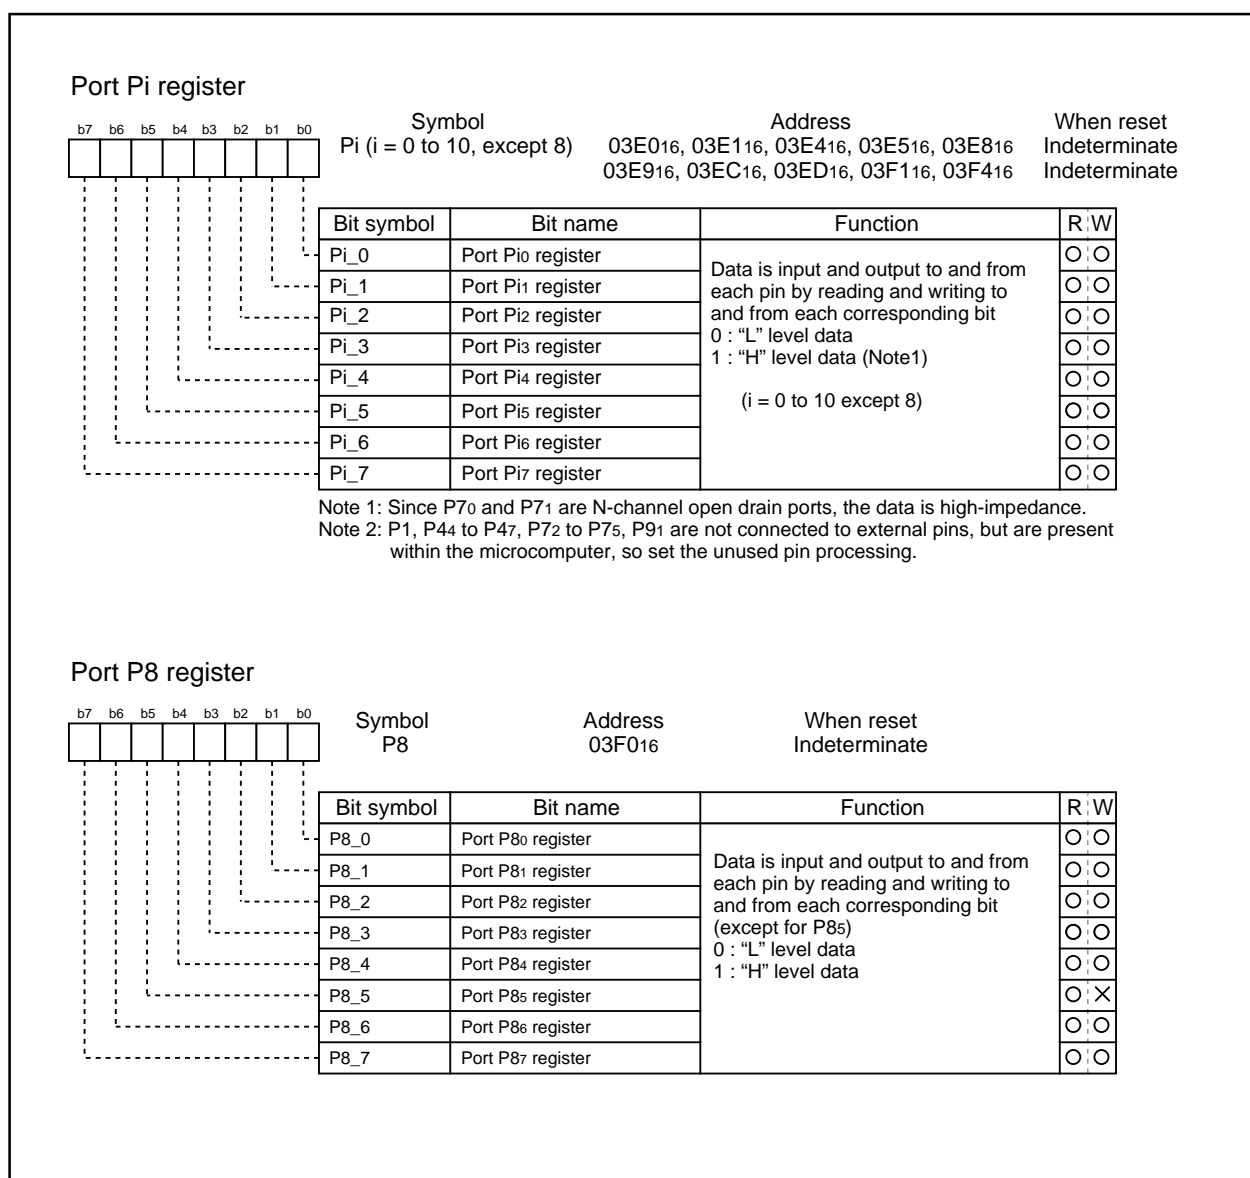 Port Pi register
b7 b6 b5 b4 b3 b2 b1 b0
Symbol Address When reset
Pi (i = 0 to 10, except 8) 03E016, 03E116, 03E416, 03E516, 03E816 Indeterminate
03E916, 03EC16, 03ED16, 03F116, 03F416 Indeterminate
Bit symbol Bit name Function R W
Pi_0 Port Pi0 register
Pi_1 Port Pi1 register
Pi_2 Port Pi2 register
Pi_3 Port Pi3 register
Pi_4 Port Pi4 register
Pi_5 Port Pi5 register
Pi_6 Port Pi6 register
Pi_7 Port Pi7 register
Data is input and output to and from
each pin by reading and writing to
and from each corresponding bit
0 : “L” level data
1 : “H” level data (Note1)
(i = 0 to 10 except 8)
Note 1: Since P70 and P71 are N-channel open drain ports, the data is high-impedance.
Note 2: P1, P44 to P47, P72 to P75, P91 are not connected to external pins, but are present
within the microcomputer, so set the unused pin processing.
Port P8 register
b7 b6 b5 b4 b3 b2 b1 b0
Symbol Address When reset
P8 03F016 Indeterminate
Bit symbol Bit name Function R W
P8_0 Port P80 register
P8_1 Port P81 register
P8_2 Port P82 register
P8_3 Port P83 register
P8_4 Port P84 register
P8_5 Port P85 register
P8_6 Port P86 register
P8_7 Port P87 register
Data is input and output to and from
each pin by reading and writing to
and from each corresponding bit
(except for P85)
0 : “L” level data
1 : “H” level data